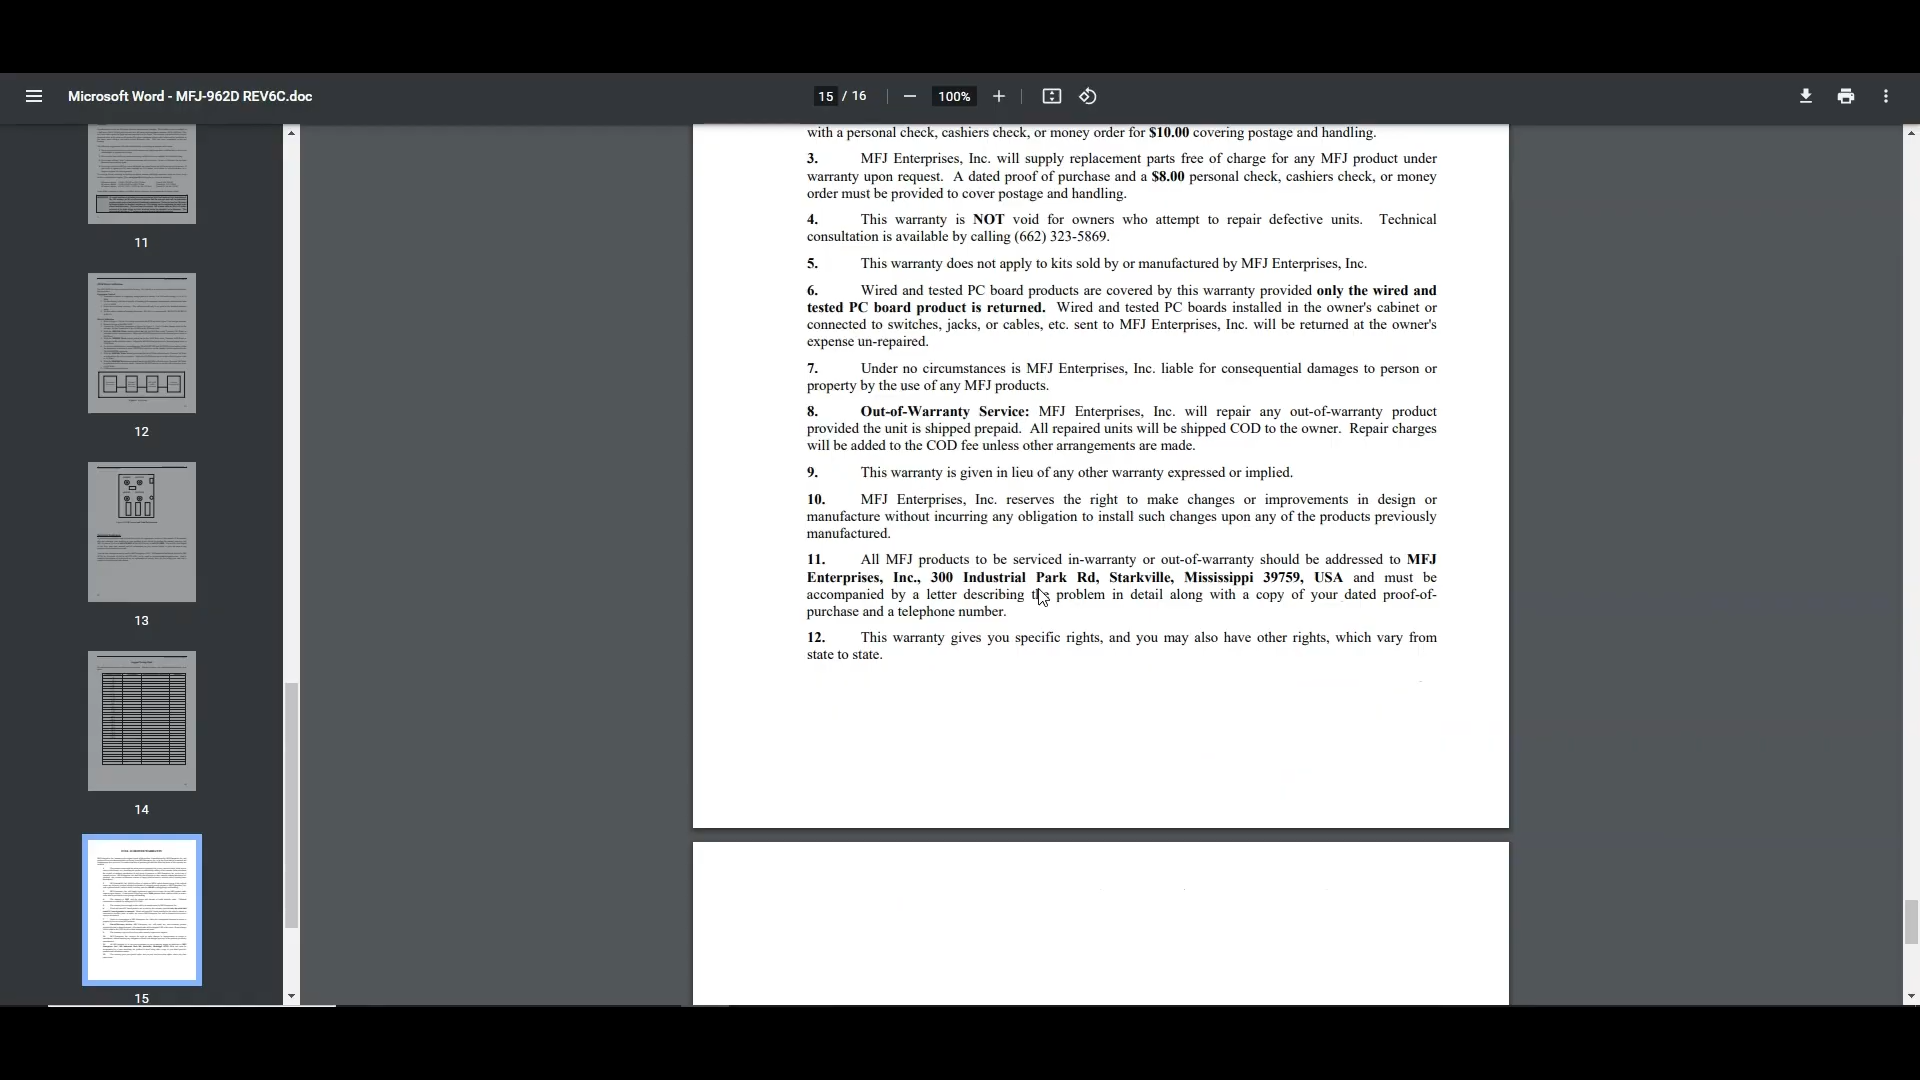 Microsoft Word - MFJ-962D REV6C.doc
15 / 16
100%
11
12
13
14
15
with a personal check, cashiers check, or money order for $10.00 covering postage and handling.
3. MFJ Enterprises, Inc. will supply replacement parts free of charge for any MFJ product under
warranty upon request. A dated proof of purchase and a $8.00 personal check, cashiers check, or money
order must be provided to cover postage and handling.
4. This warranty is NOT void for owners who attempt to repair defective units. Technical
consultation is available by calling (662) 323-5869.
5. This warranty does not apply to kits sold by or manufactured by MFJ Enterprises, Inc.
6. Wired and tested PC board products are covered by this warranty provided only the wired and
tested PC board product is returned. Wired and tested PC boards installed in the owner's cabinet or
connected to switches, jacks, or cables, etc. sent to MFJ Enterprises, Inc. will be returned at the owner's
expense un-repaired.
7. Under no circumstances is MFJ Enterprises, Inc. liable for consequential damages to person or
property by the use of any MFJ products.
8. Out-of-Warranty Service: MFJ Enterprises, Inc. will repair any out-of-warranty product
provided the unit is shipped prepaid. All repaired units will be shipped COD to the owner. Repair charges
will be added to the COD fee unless other arrangements are made.
9. This warranty is given in lieu of any other warranty expressed or implied.
10. MFJ Enterprises, Inc. reserves the right to make changes or improvements in design or
manufacture without incurring any obligation to install such changes upon any of the products previously
manufactured.
11. All MFJ products to be serviced in-warranty or out-of-warranty should be addressed to MFJ
Enterprises, Inc., 300 Industrial Park Rd, Starkville, Mississippi 39759, USA and must be
accompanied by a letter describing the problem in detail along with a copy of your dated proof-of-
purchase and a telephone number.
12. This warranty gives you specific rights, and you may also have other rights, which vary from
state to state.